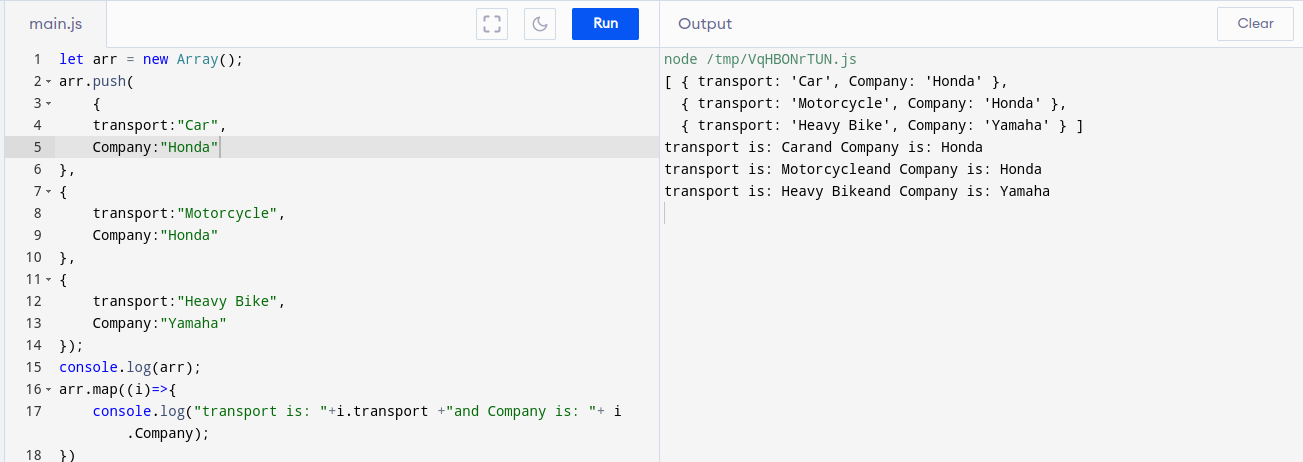 main.js
Run
Output
Clear
1 let arr = new Array();
2 arr.push(
3     {
4     transport:"Car",
5     Company:"Honda"
6 },
7 {
8     transport:"Motorcycle",
9     Company:"Honda"
10 },
11 {
12     transport:"Heavy Bike",
13     Company:"Yamaha"
14 });
15 console.log(arr);
16 arr.map((i)=>{
17     console.log("transport is: "+i.transport +"and Company is: "+ i
        .Company);
18 })
node /tmp/VqHBONrTUN.js
[ { transport: 'Car', Company: 'Honda' },
  { transport: 'Motorcycle', Company: 'Honda' },
  { transport: 'Heavy Bike', Company: 'Yamaha' } ]
transport is: Carand Company is: Honda
transport is: Motorcycleand Company is: Honda
transport is: Heavy Bikeand Company is: Yamaha